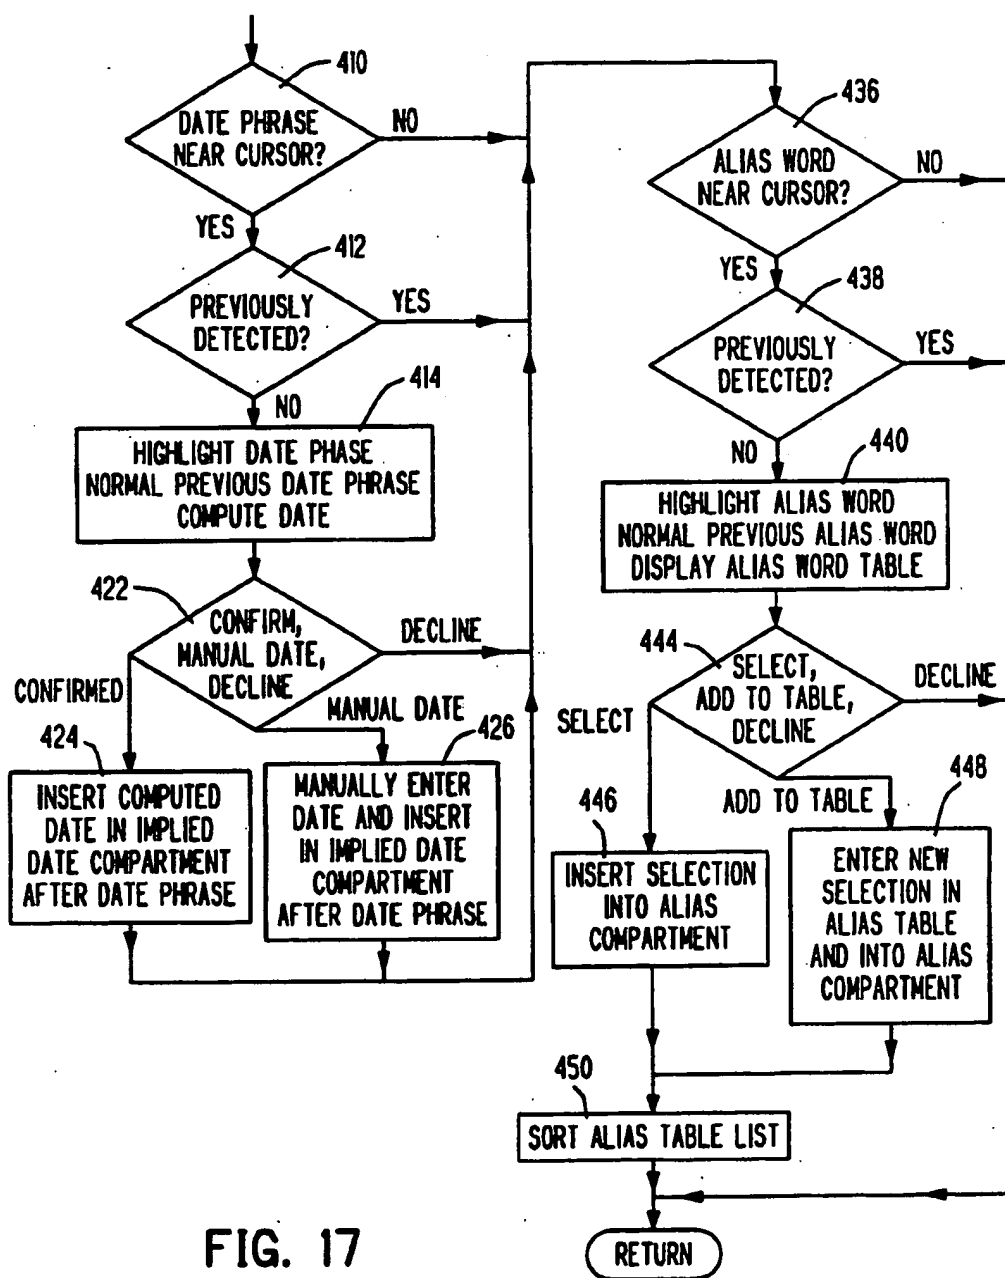 410
DATE PHRASE
NEAR CURSOR?
NO
YES
412
PREVIOUSLY
DETECTED?
YES
NO
414
HIGHLIGHT DATE PHASE
NORMAL PREVIOUS DATE PHRASE
COMPUTE DATE
422
CONFIRM,
MANUAL DATE,
DECLINE
DECLINE
CONFIRMED
MANUAL DATE
424
INSERT COMPUTED
DATE IN IMPLIED
DATE COMPARTMENT
AFTER DATE PHRASE
426
MANUALLY ENTER
DATE AND INSERT
IN IMPLIED DATE
COMPARTMENT
AFTER DATE PHRASE
436
ALIAS WORD
NEAR CURSOR?
NO
YES
438
PREVIOUSLY
DETECTED?
YES
NO
440
HIGHLIGHT ALIAS WORD
NORMAL PREVIOUS ALIAS WORD
DISPLAY ALIAS WORD TABLE
444
SELECT,
ADD TO TABLE,
DECLINE
DECLINE
SELECT
ADD TO TABLE
446
INSERT SELECTION
INTO ALIAS
COMPARTMENT
448
ENTER NEW
SELECTION IN
ALIAS TABLE
AND INTO ALIAS
COMPARTMENT
450
SORT ALIAS TABLE LIST
RETURN
FIG. 17